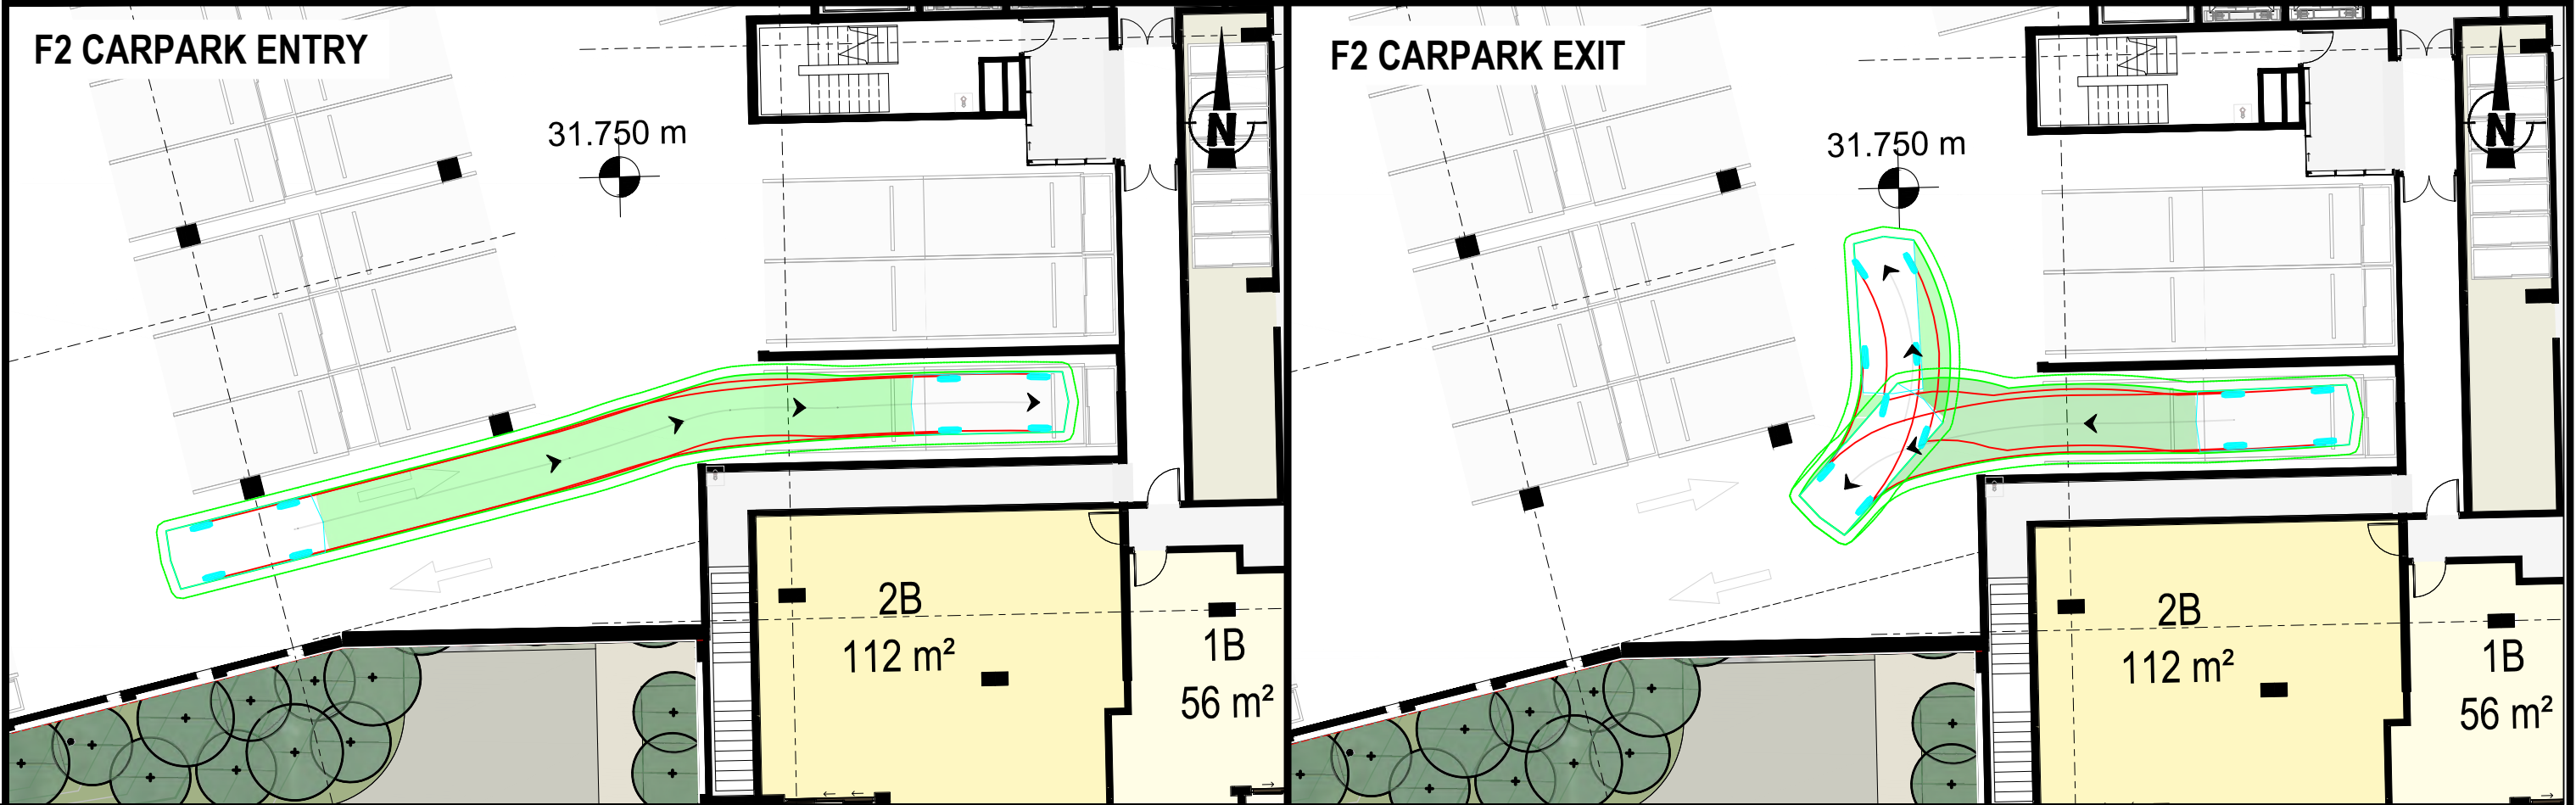 F2 CARPARK ENTRY
31.750 m
N
2B
112 m²
1B
56 m²
F2 CARPARK EXIT
31.750 m
N
2B
112 m²
1B
56 m²